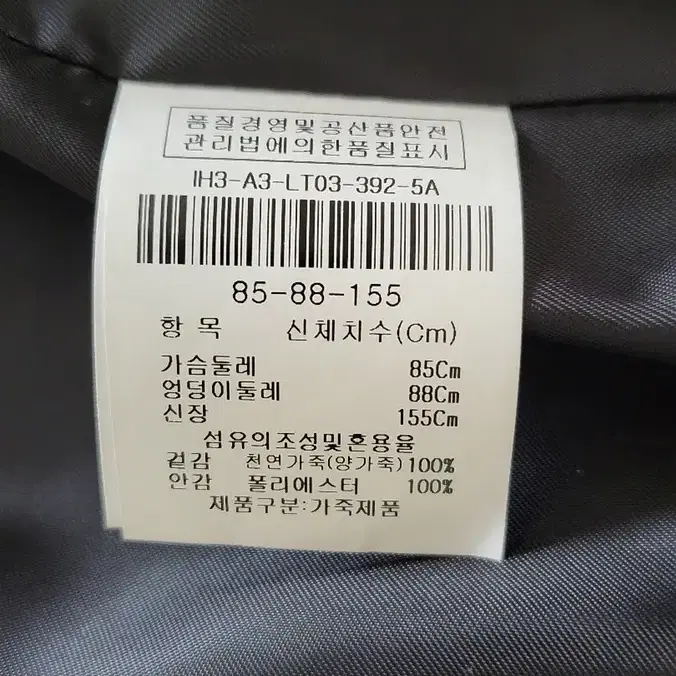 품질경영및공산품안전
관리법에의한품질표시
IH3-A3-LT03-392-5A
85-88-155
항 목 신체치수(Cm)
가슴둘레 85Cm
엉덩이둘레 88Cm
신장 155Cm
섬유의조성및혼용율
겉감 천연가죽(양가죽) 100%
안감 폴리에스터 100%
제품구분:가죽제품